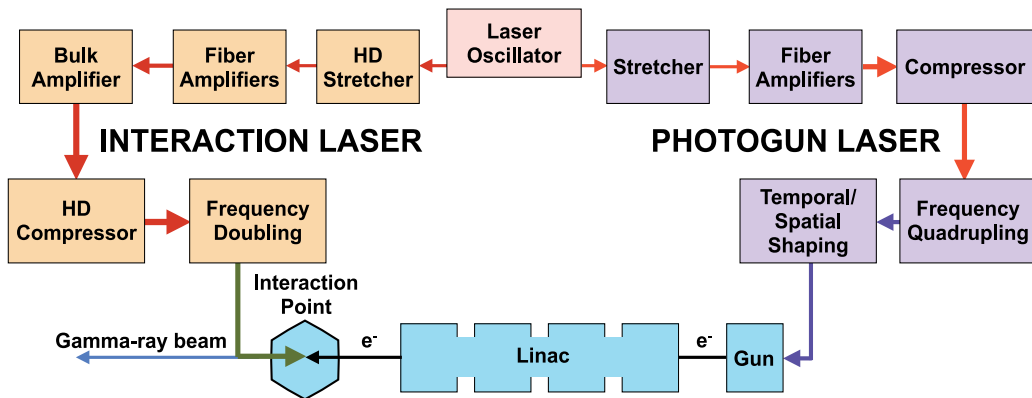 Laser
Oscillator
Bulk
Amplifier
Fiber
Amplifiers
HD
Stretcher
Stretcher
Fiber
Amplifiers
Compressor
INTERACTION LASER
PHOTOGUN LASER
HD
Compressor
Frequency
Doubling
Temporal/
Spatial
Shaping
Frequency
Quadrupling
Interaction
Point
Gamma-ray beam
e-
Linac
e-
Gun